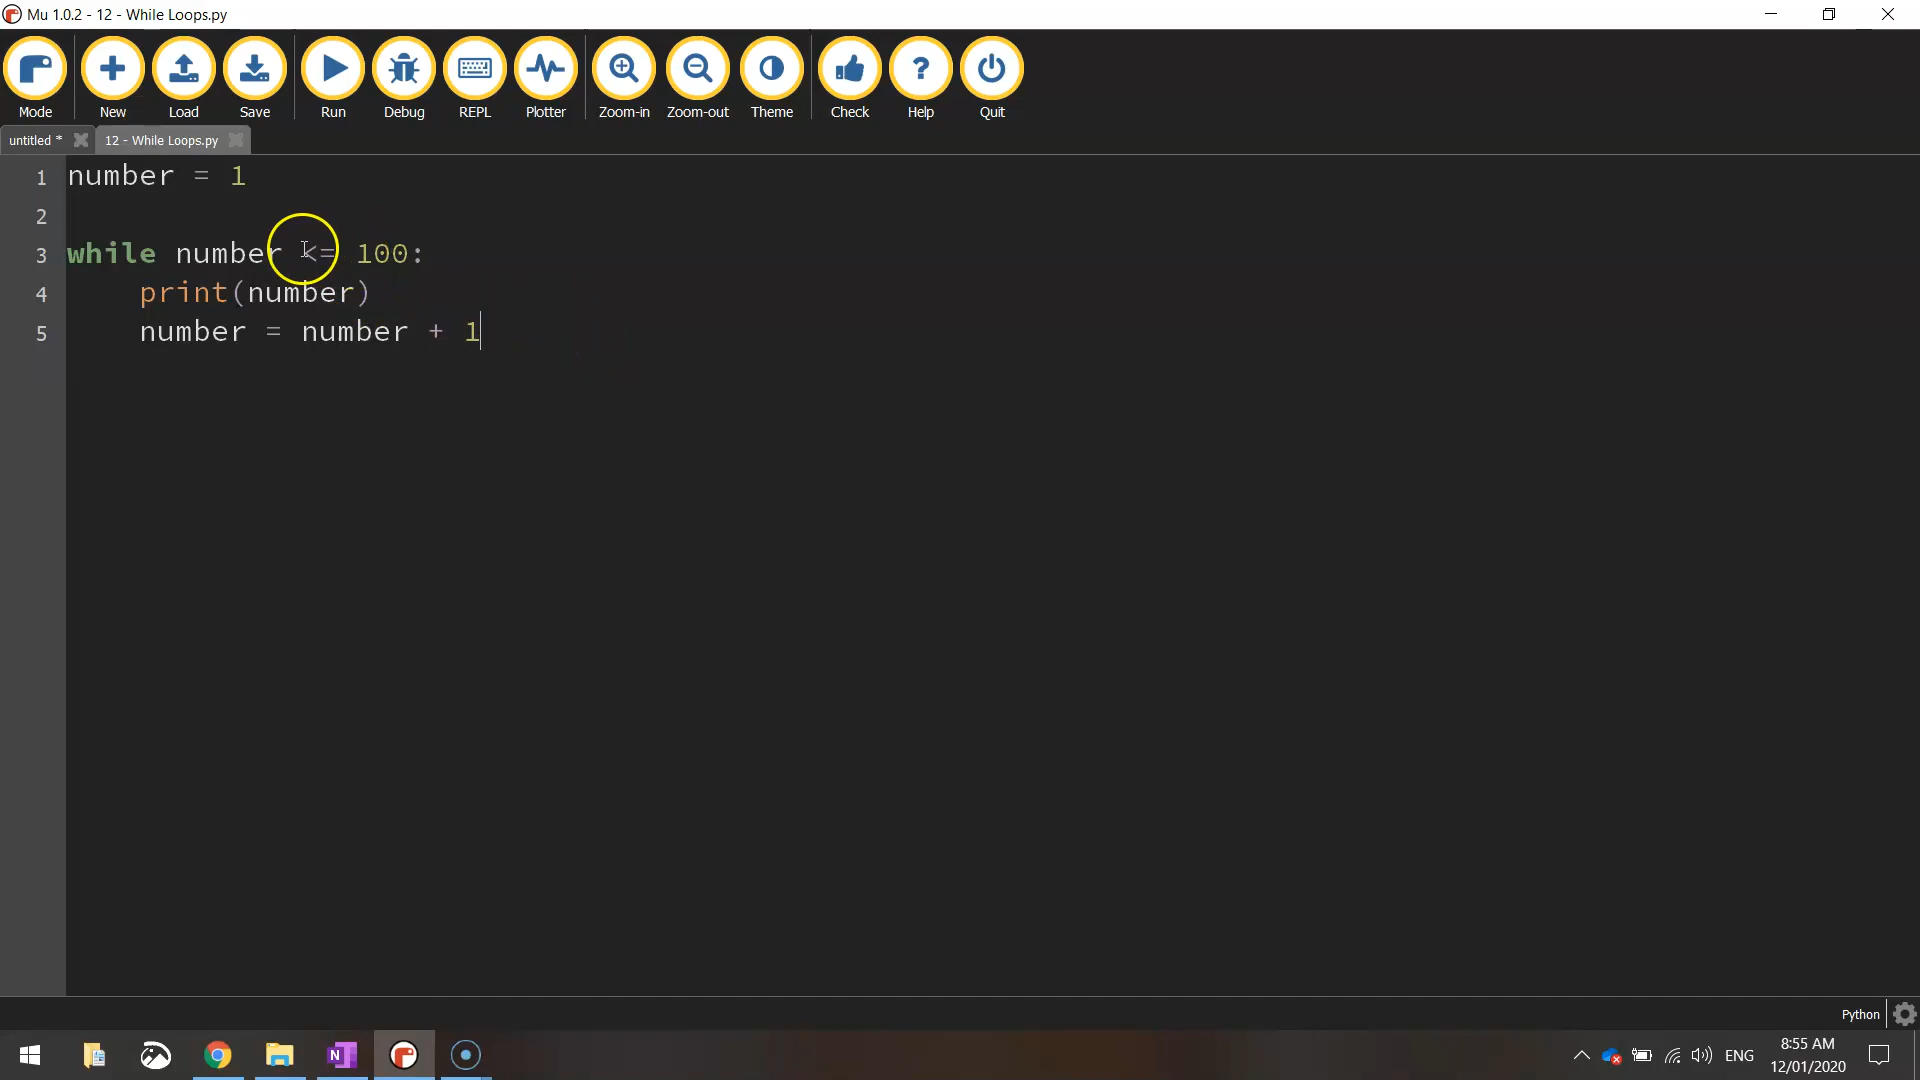 Mu 1.0.2 - 12 - While Loops.py
Mode New Load Save Run Debug REPL Plotter Zoom-in Zoom-out Theme Check Help Quit
untitled * 12 - While Loops.py
1 number = 1
2
3 while number <= 100:
4 print(number)
5 number = number + 1
Python
ENG 8:55 AM
12/01/2020